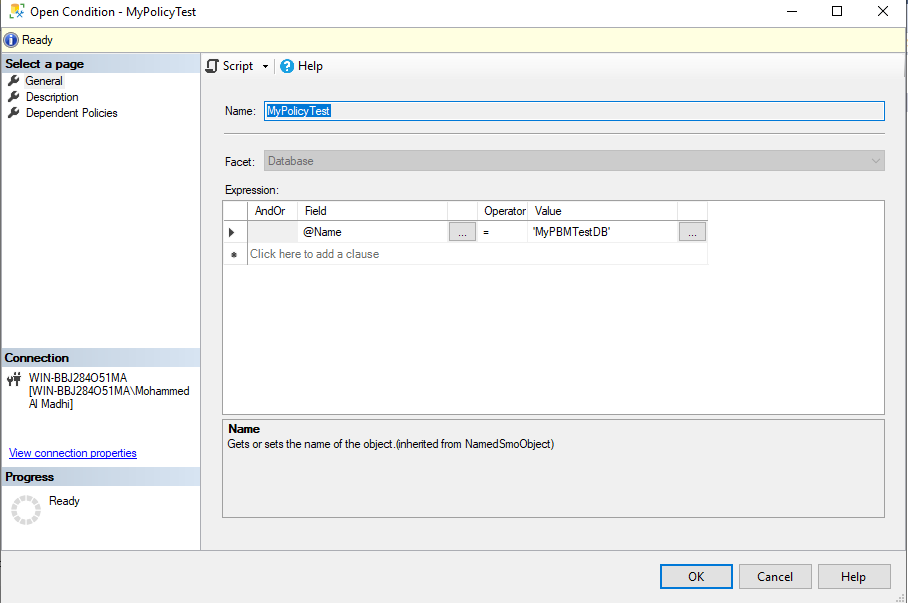 Open Condition - MyPolicyTest
Ready
Select a page
General
Description
Dependent Policies
Script
Help
Name: MyPolicyTest
Facet: Database
Expression:
AndOr Field Operator Value
@Name ... = 'MyPBMTestDB' ...
Click here to add a clause
Name
Gets or sets the name of the object.(inherited from NamedSmoObject)
Connection
WIN-BBJ284O51MA
[WIN-BBJ284O51MA\Mohammed
Al Madhi]
View connection properties
Progress
Ready
OK Cancel Help